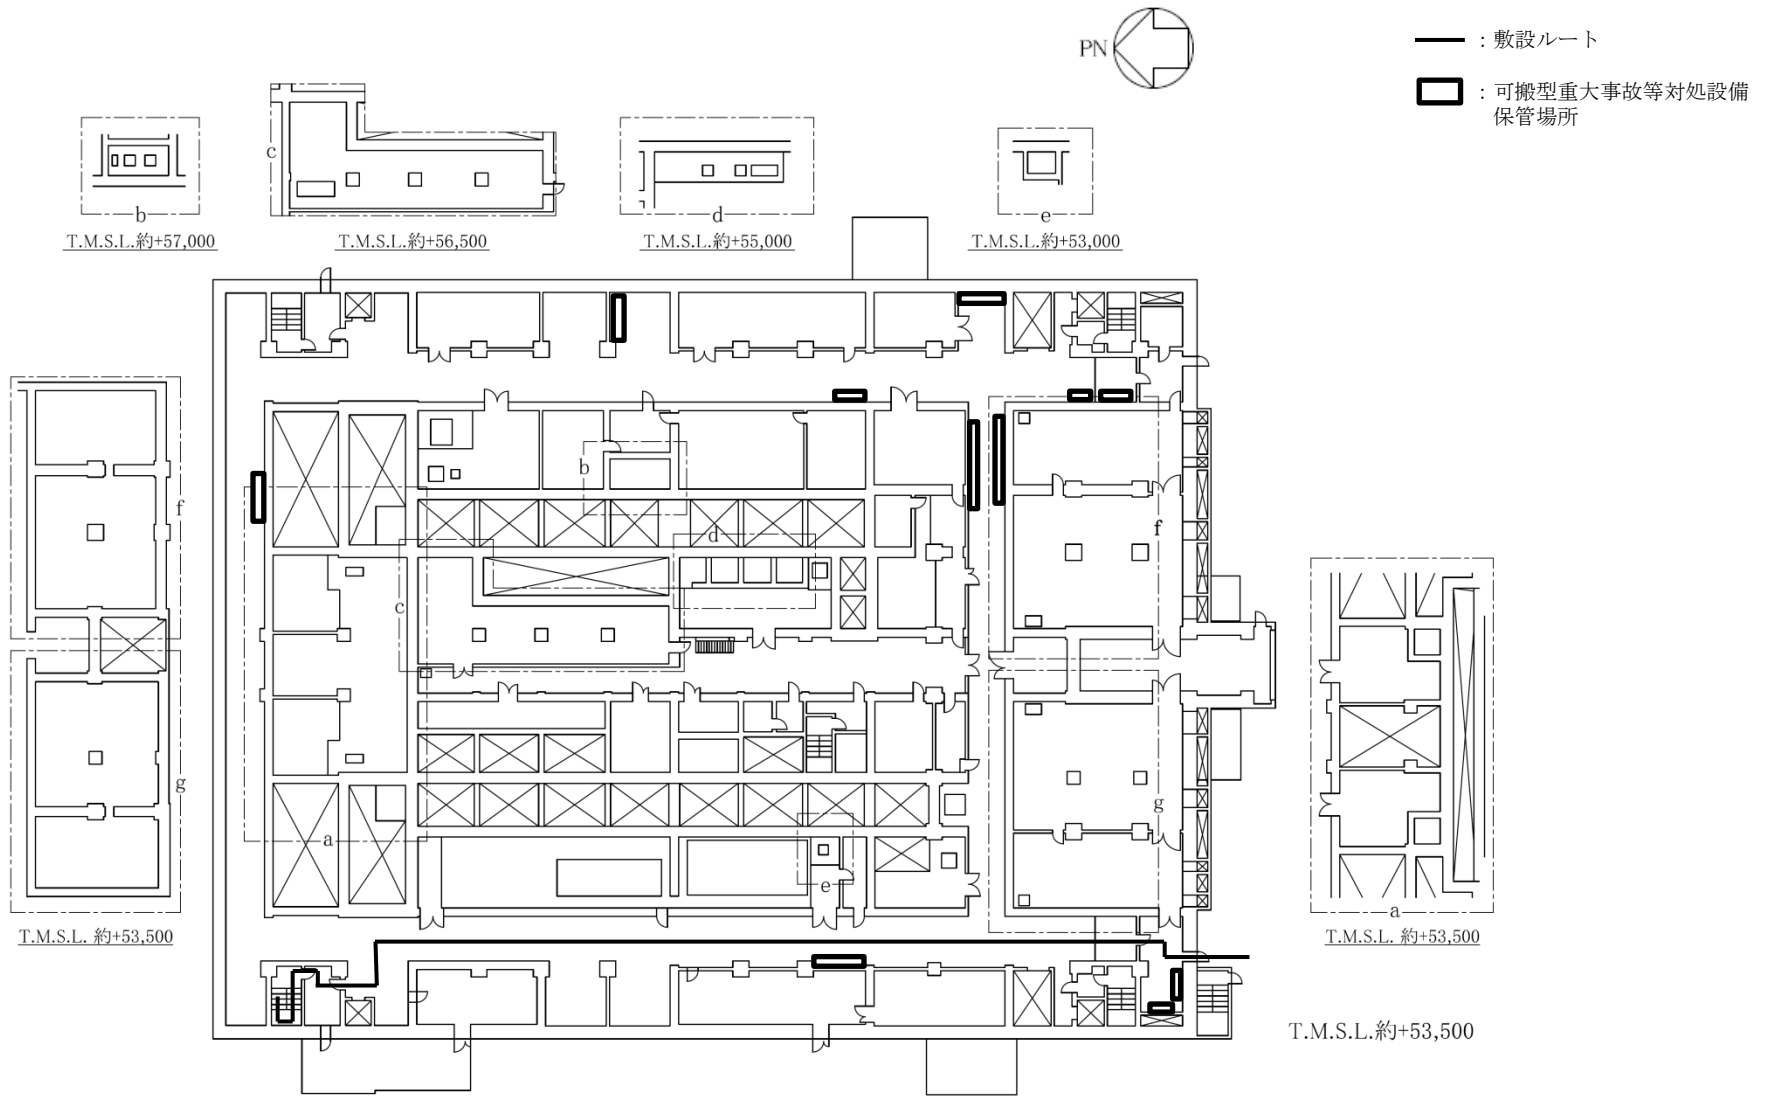 PN
：敷設ルート
：可搬型重大事故等対処設備
保管場所
b
T.M.S.L.約+57,000
c
T.M.S.L.約+56,500
d
T.M.S.L.約+55,000
e
T.M.S.L.約+53,000
f
g
T.M.S.L. 約+53,500
b
d
c
a
e
f
g
a
T.M.S.L. 約+53,500
T.M.S.L.約+53,500